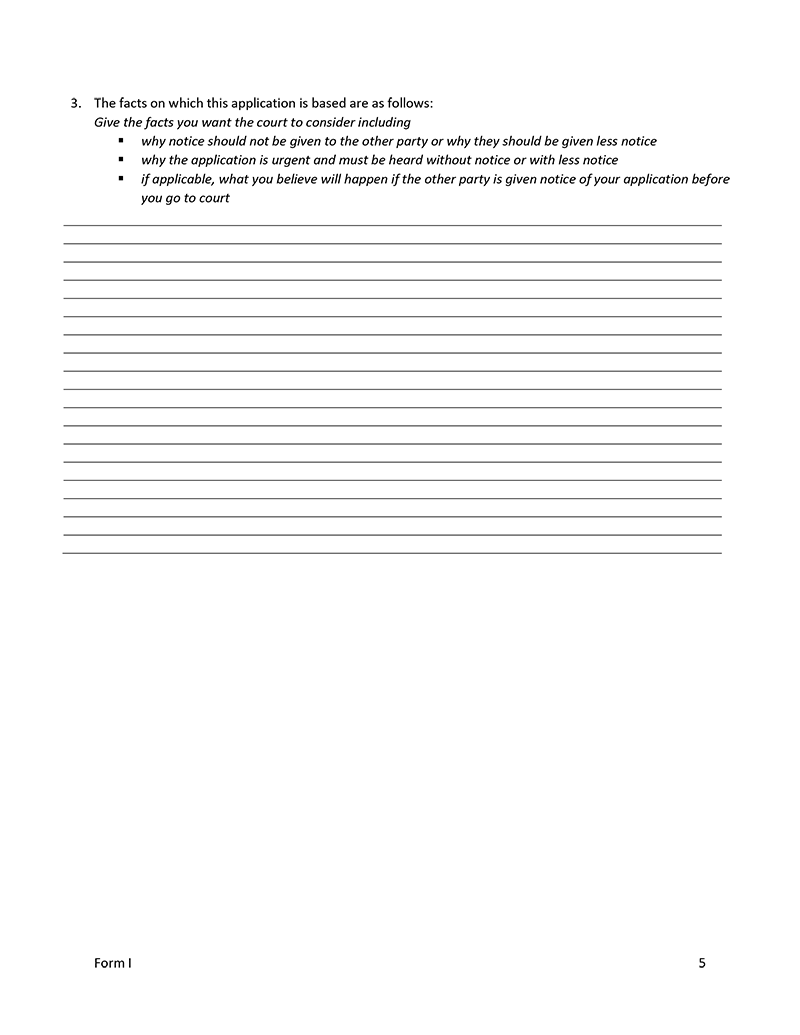 3. The facts on which this application is based are as follows:
Give the facts you want the court to consider including
▪ why notice should not be given to the other party or why they should be given less notice
▪ why the application is urgent and must be heard without notice or with less notice
▪ if applicable, what you believe will happen if the other party is given notice of your application before
you go to court
Form I 5